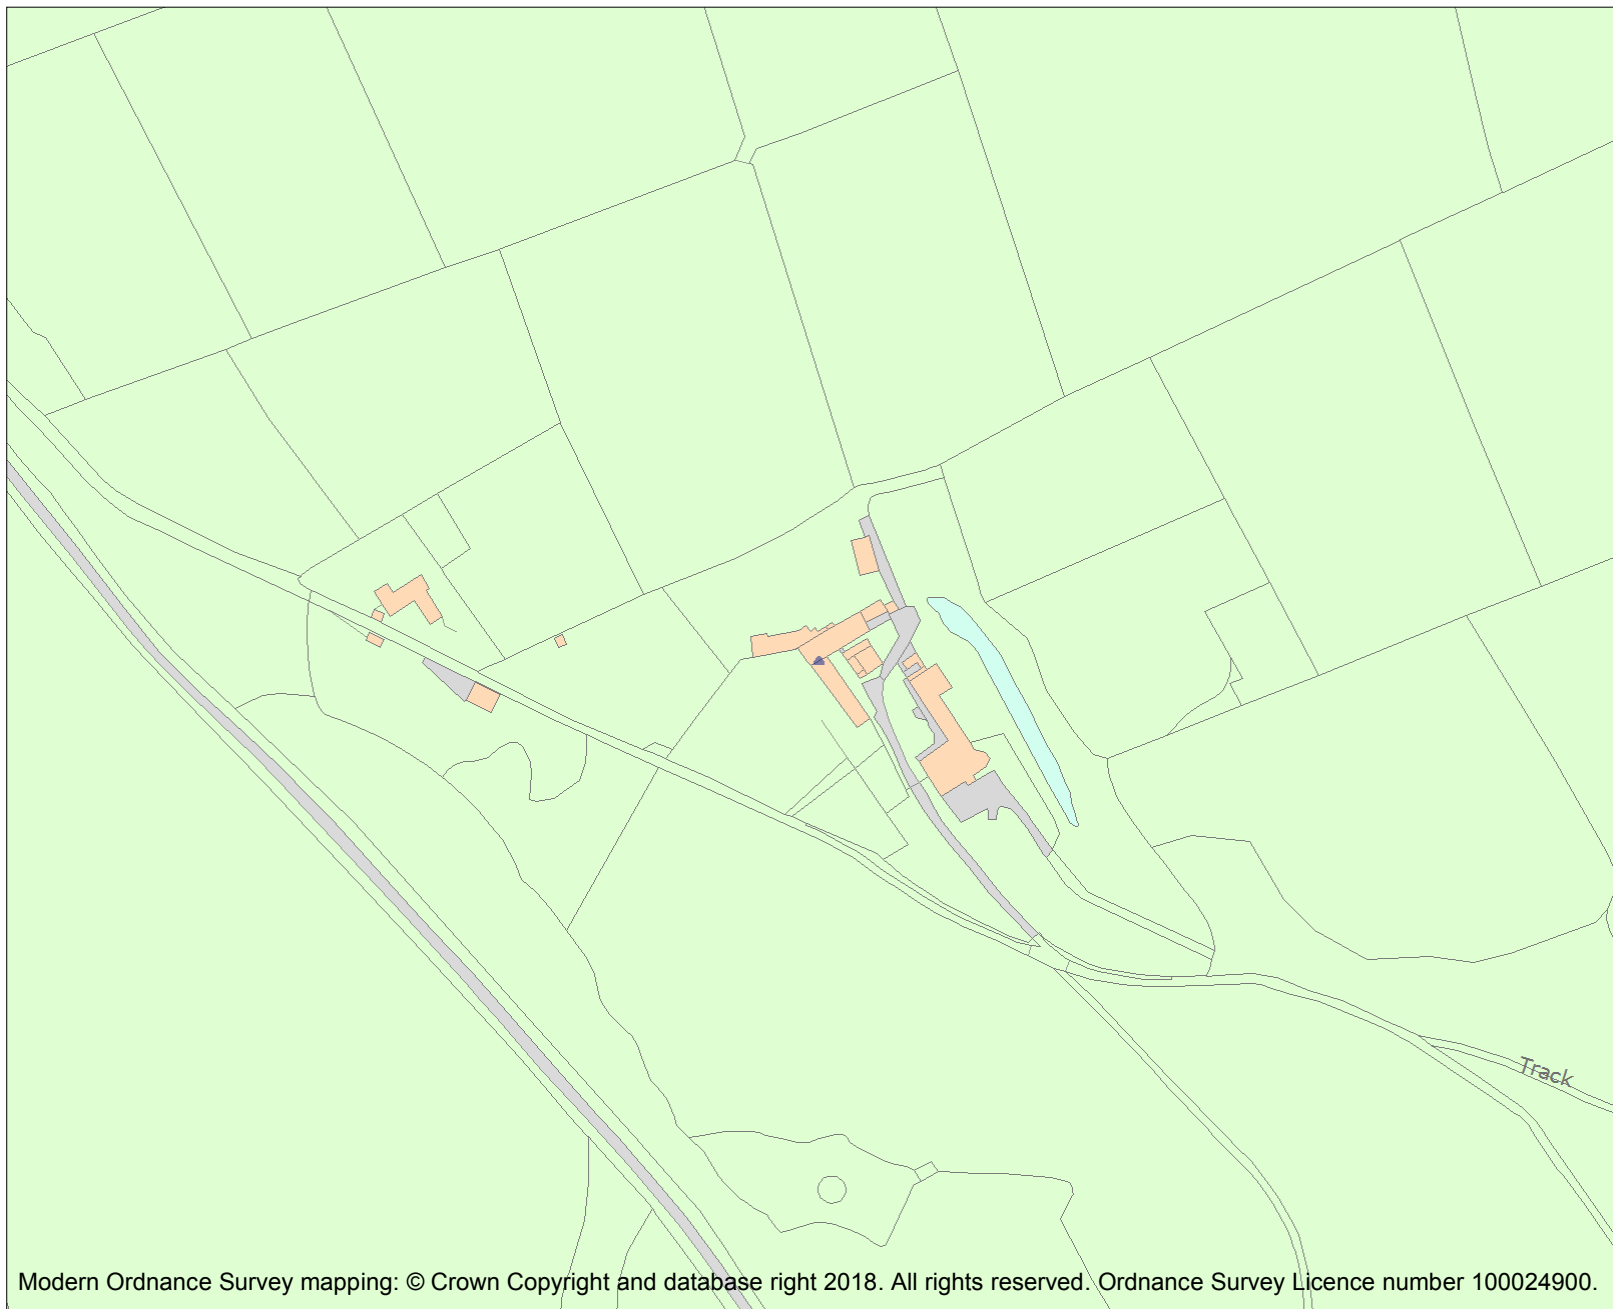 Track
Modern Ordnance Survey mapping: © Crown Copyright and database right 2018. All rights reserved. Ordnance Survey Licence number 100024900.